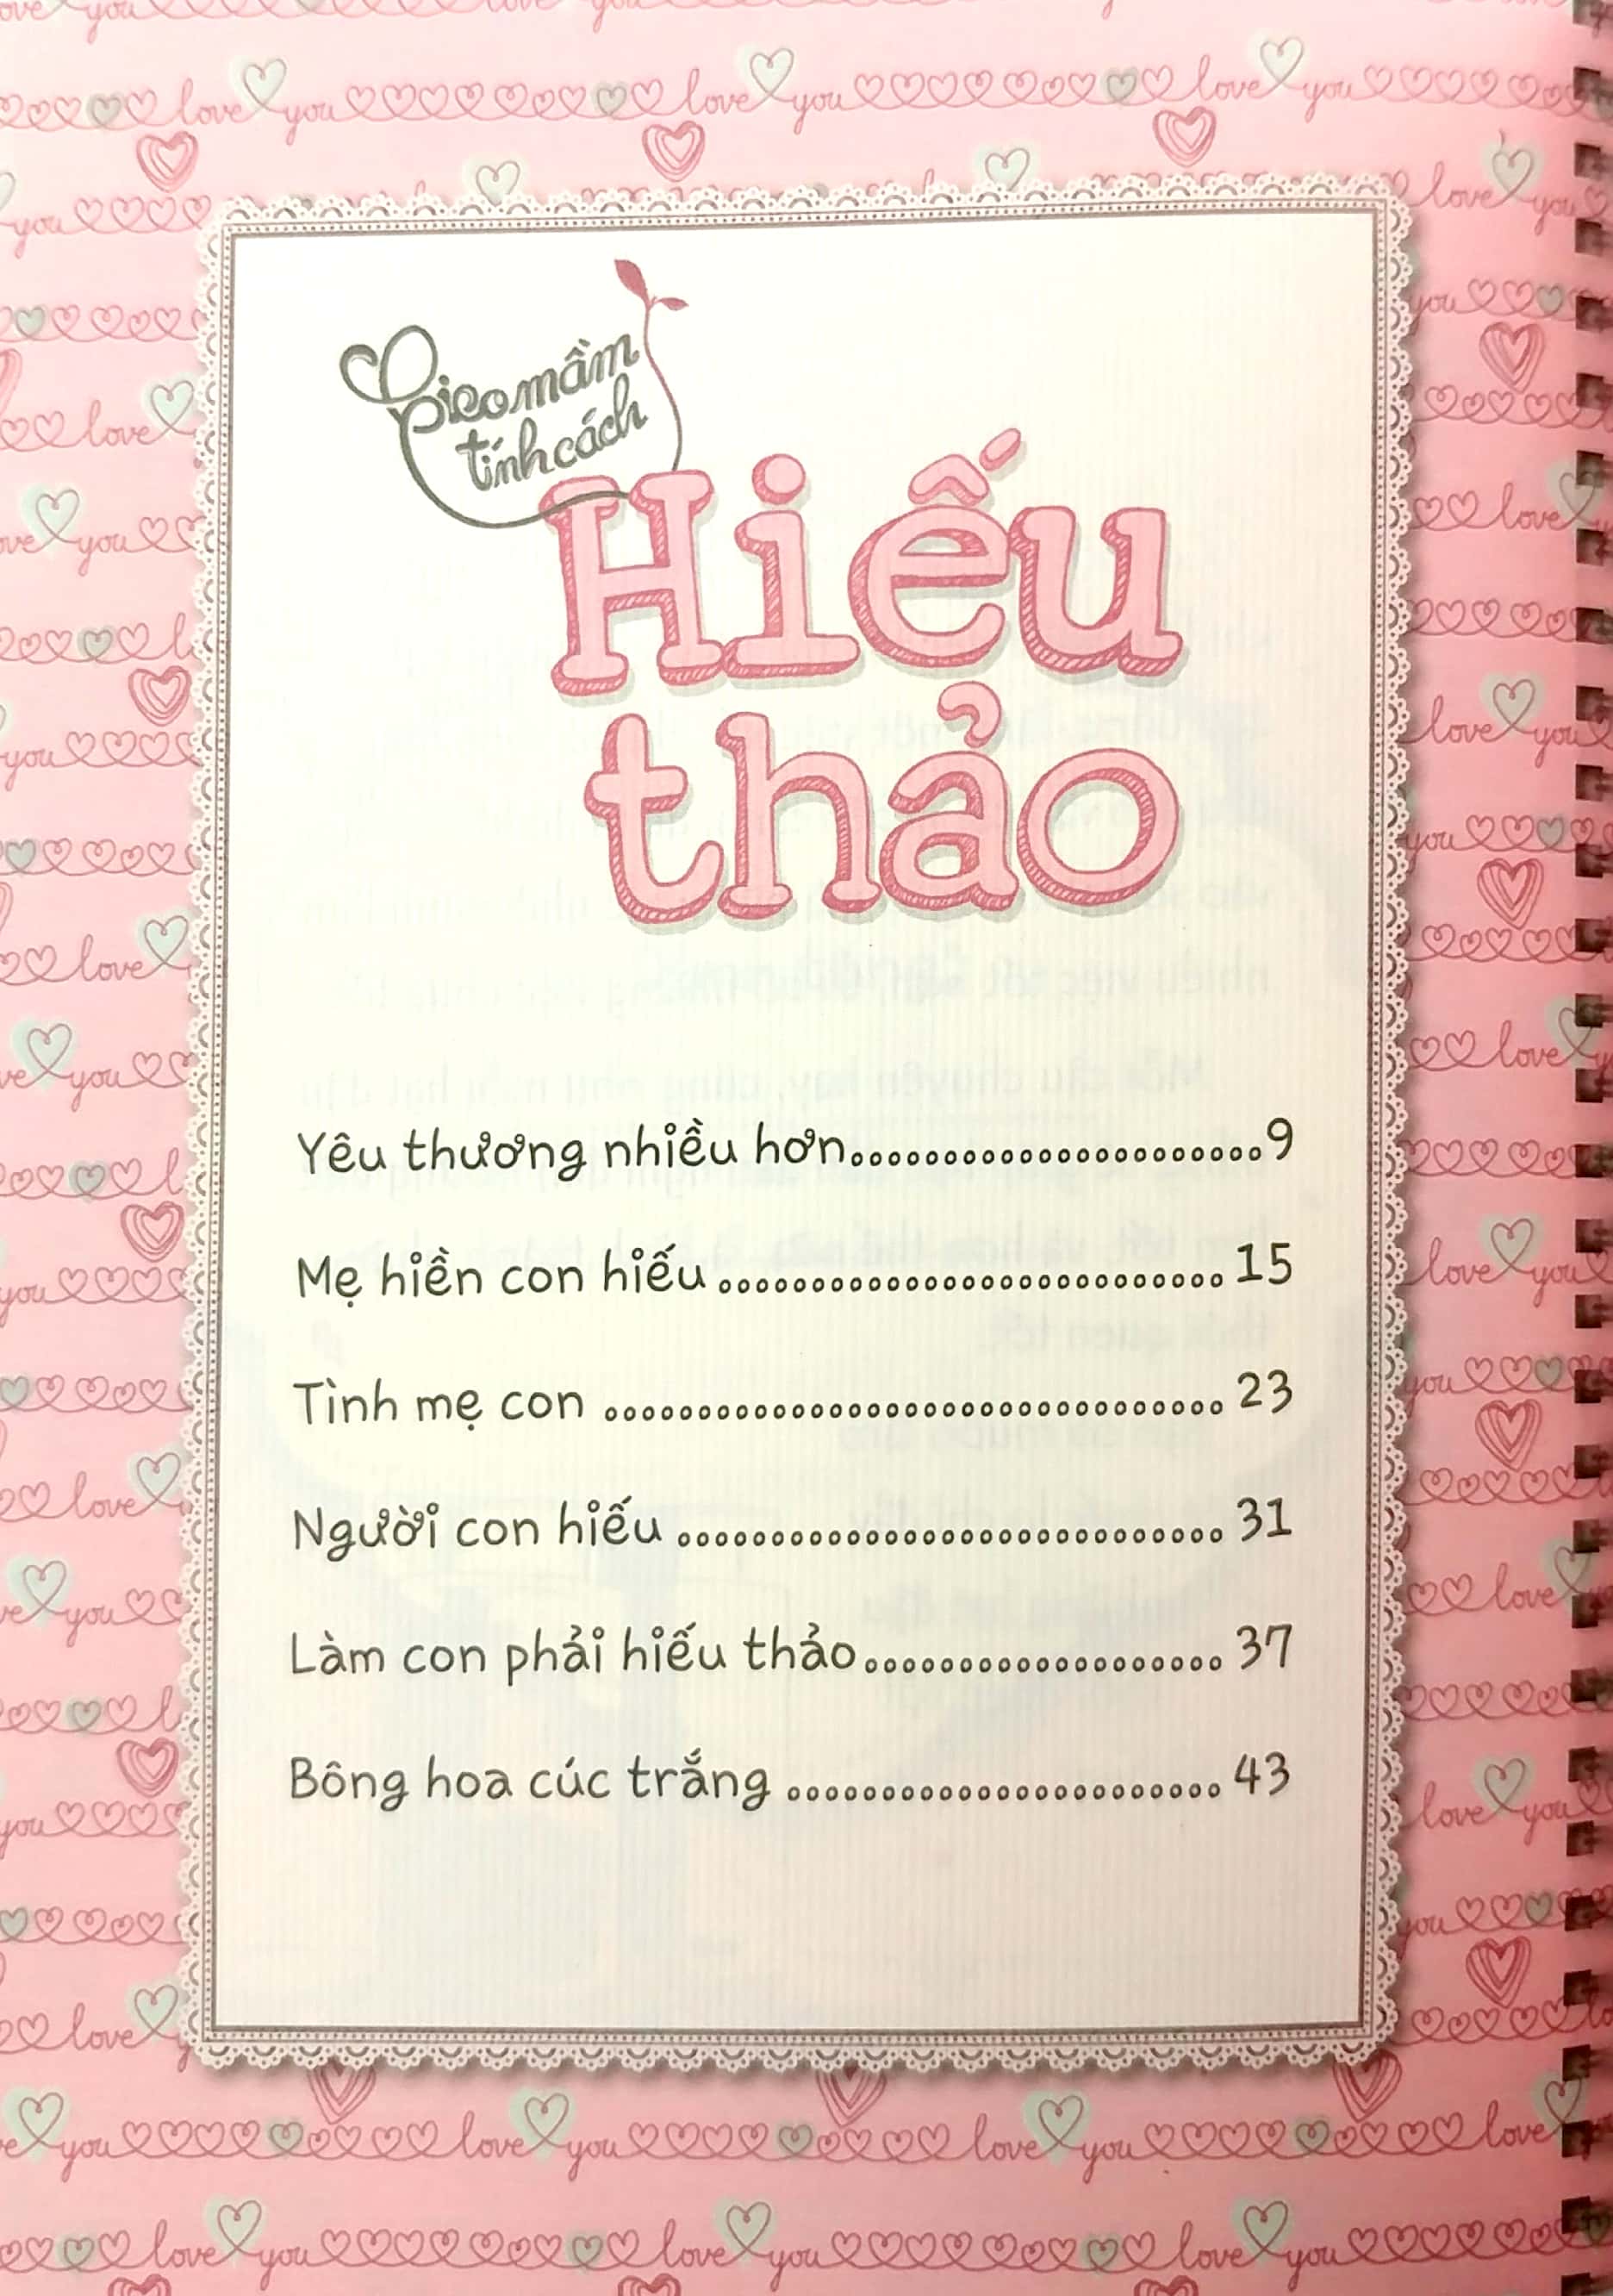 Gieo mầm
tính cách
Hiếu
thảo
Yêu thương nhiều hơn.......................9
Mẹ hiền con hiếu ........................... 15
Tình mẹ con ................................. 23
Người con hiếu ............................. 31
Làm con phải hiếu thảo................... 37
Bông hoa cúc trắng ....................... 43